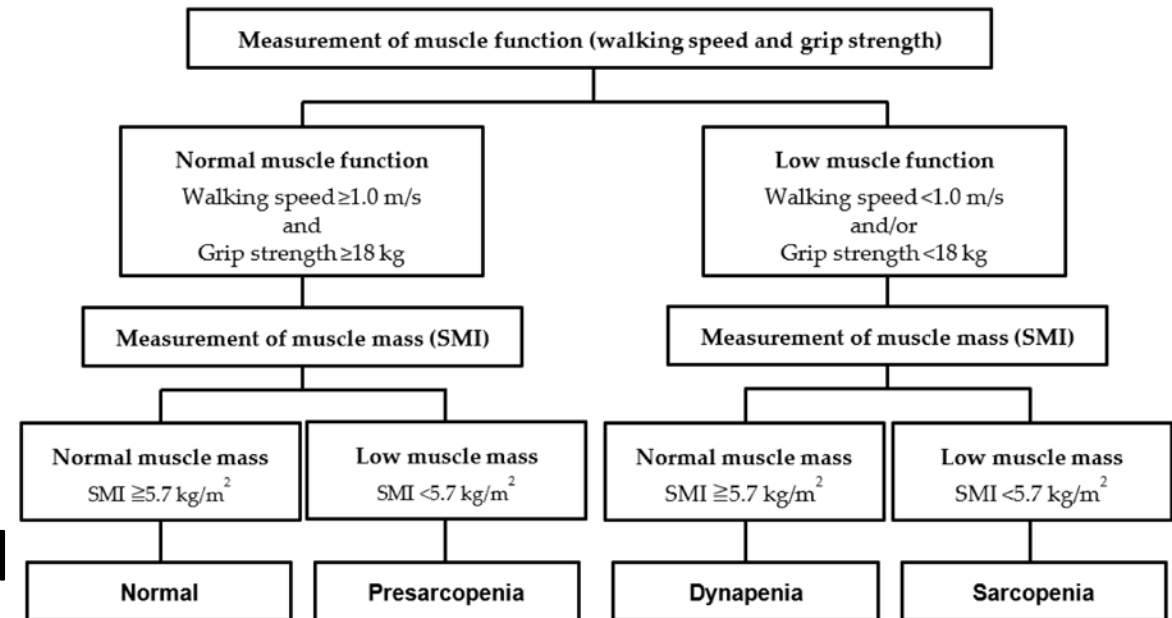 Measurement of muscle function (walking speed and grip strength)
Normal muscle function
Walking speed ≥1.0 m/s
and
Grip strength ≥18 kg
Low muscle function
Walking speed <1.0 m/s
and/or
Grip strength <18 kg
Measurement of muscle mass (SMI)
Measurement of muscle mass (SMI)
Normal muscle mass
SMI ≧5.7 kg/m²
Low muscle mass
SMI <5.7 kg/m²
Normal muscle mass
SMI ≧5.7 kg/m²
Low muscle mass
SMI <5.7 kg/m²
Normal
Presarcopenia
Dynapenia
Sarcopenia